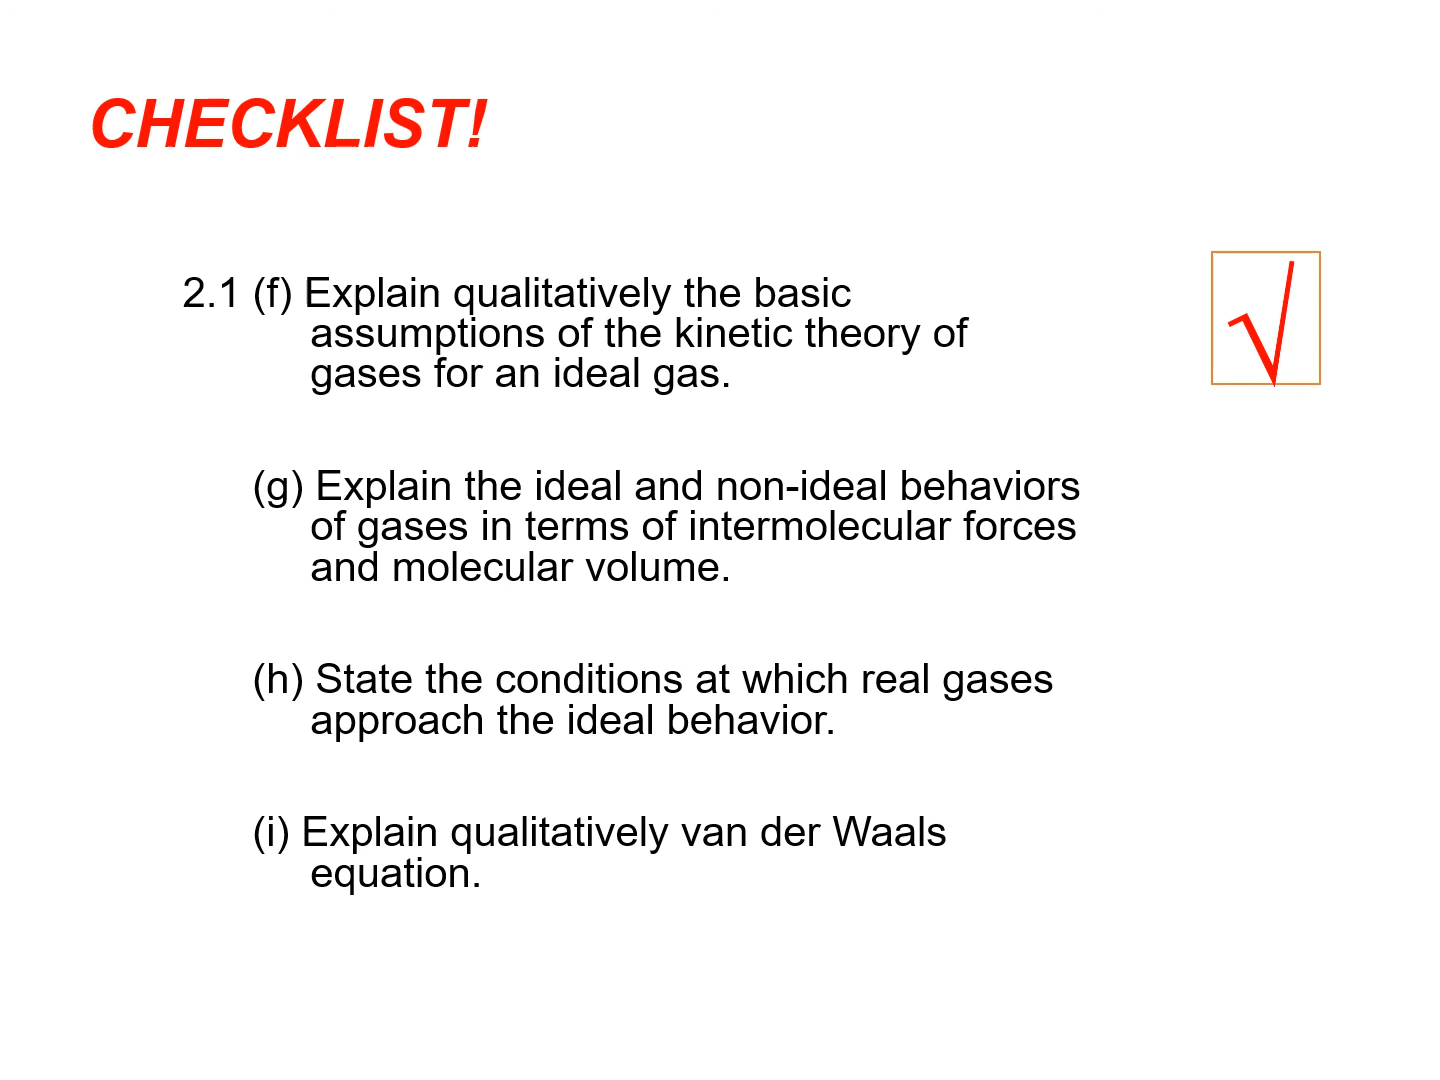 CHECKLIST!
2.1 (f) Explain qualitatively the basic
assumptions of the kinetic theory of
gases for an ideal gas.
√
(g) Explain the ideal and non-ideal behaviors
of gases in terms of intermolecular forces
and molecular volume.
(h) State the conditions at which real gases
approach the ideal behavior.
(i) Explain qualitatively van der Waals
equation.